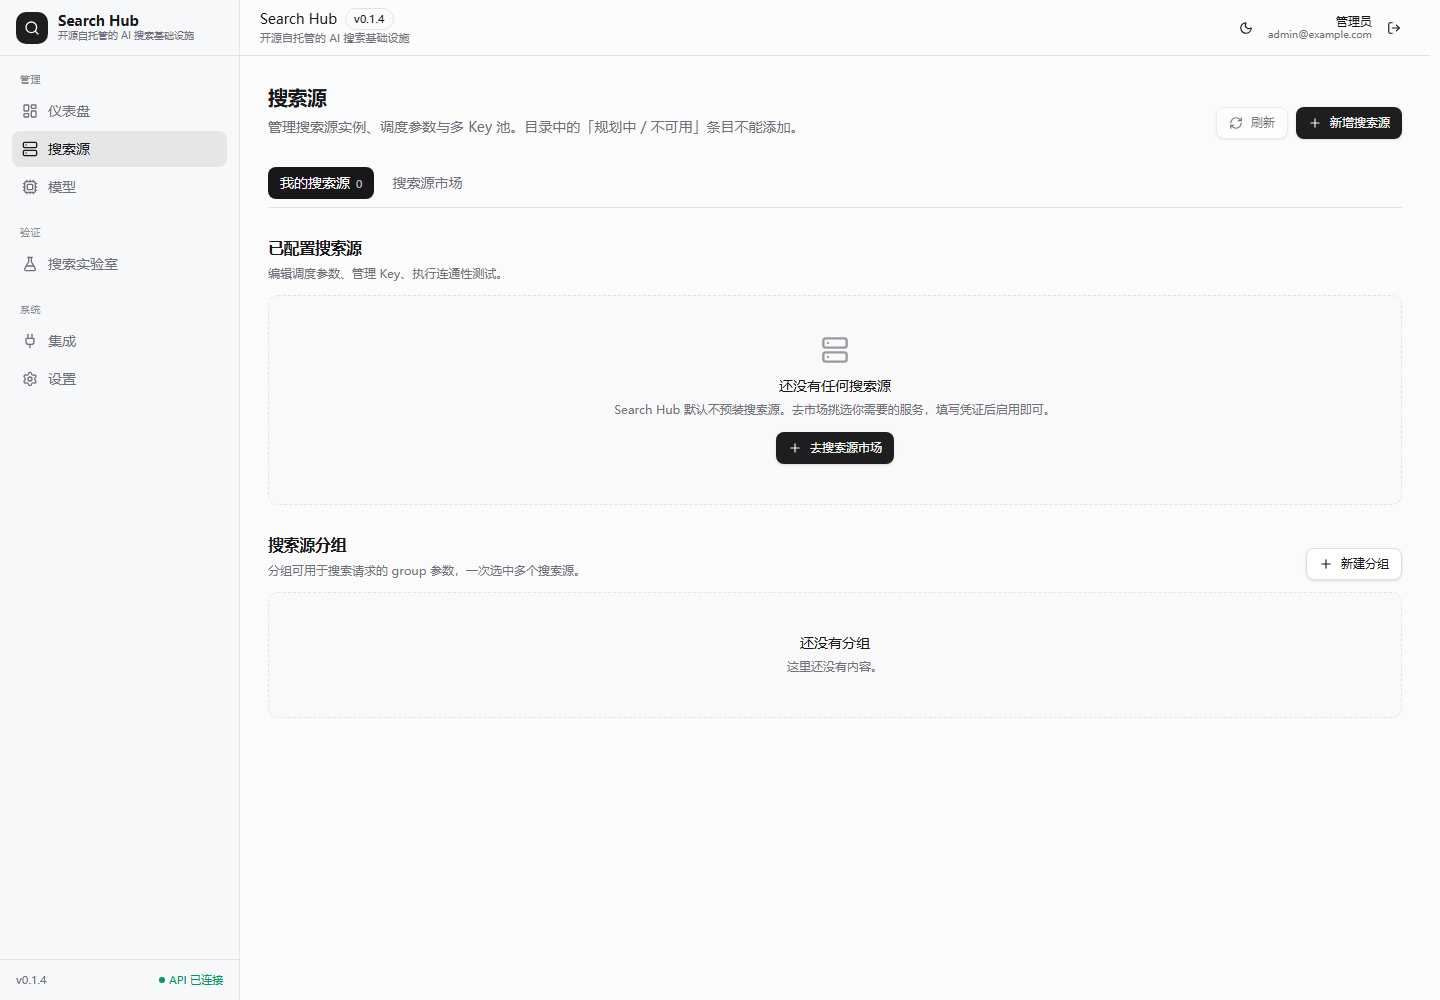 Search Hub
开源自托管的 AI 搜索基础设施
管理
仪表盘
搜索源
模型
验证
搜索实验室
系统
集成
设置
v0.1.4
API 已连接
Search Hub v0.1.4
开源自托管的 AI 搜索基础设施
管理员
admin@example.com
搜索源
管理搜索源实例、调度参数与多 Key 池。目录中的「规划中 / 不可用」条目不能添加。
刷新
新增搜索源
我的搜索源 0
搜索源市场
已配置搜索源
编辑调度参数、管理 Key、执行连通性测试。
还没有任何搜索源
Search Hub 默认不预装搜索源。去市场挑选你需要的服务，填写凭证后启用即可。
去搜索源市场
搜索源分组
分组可用于搜索请求的 group 参数，一次选中多个搜索源。
新建分组
还没有分组
这里还没有内容。